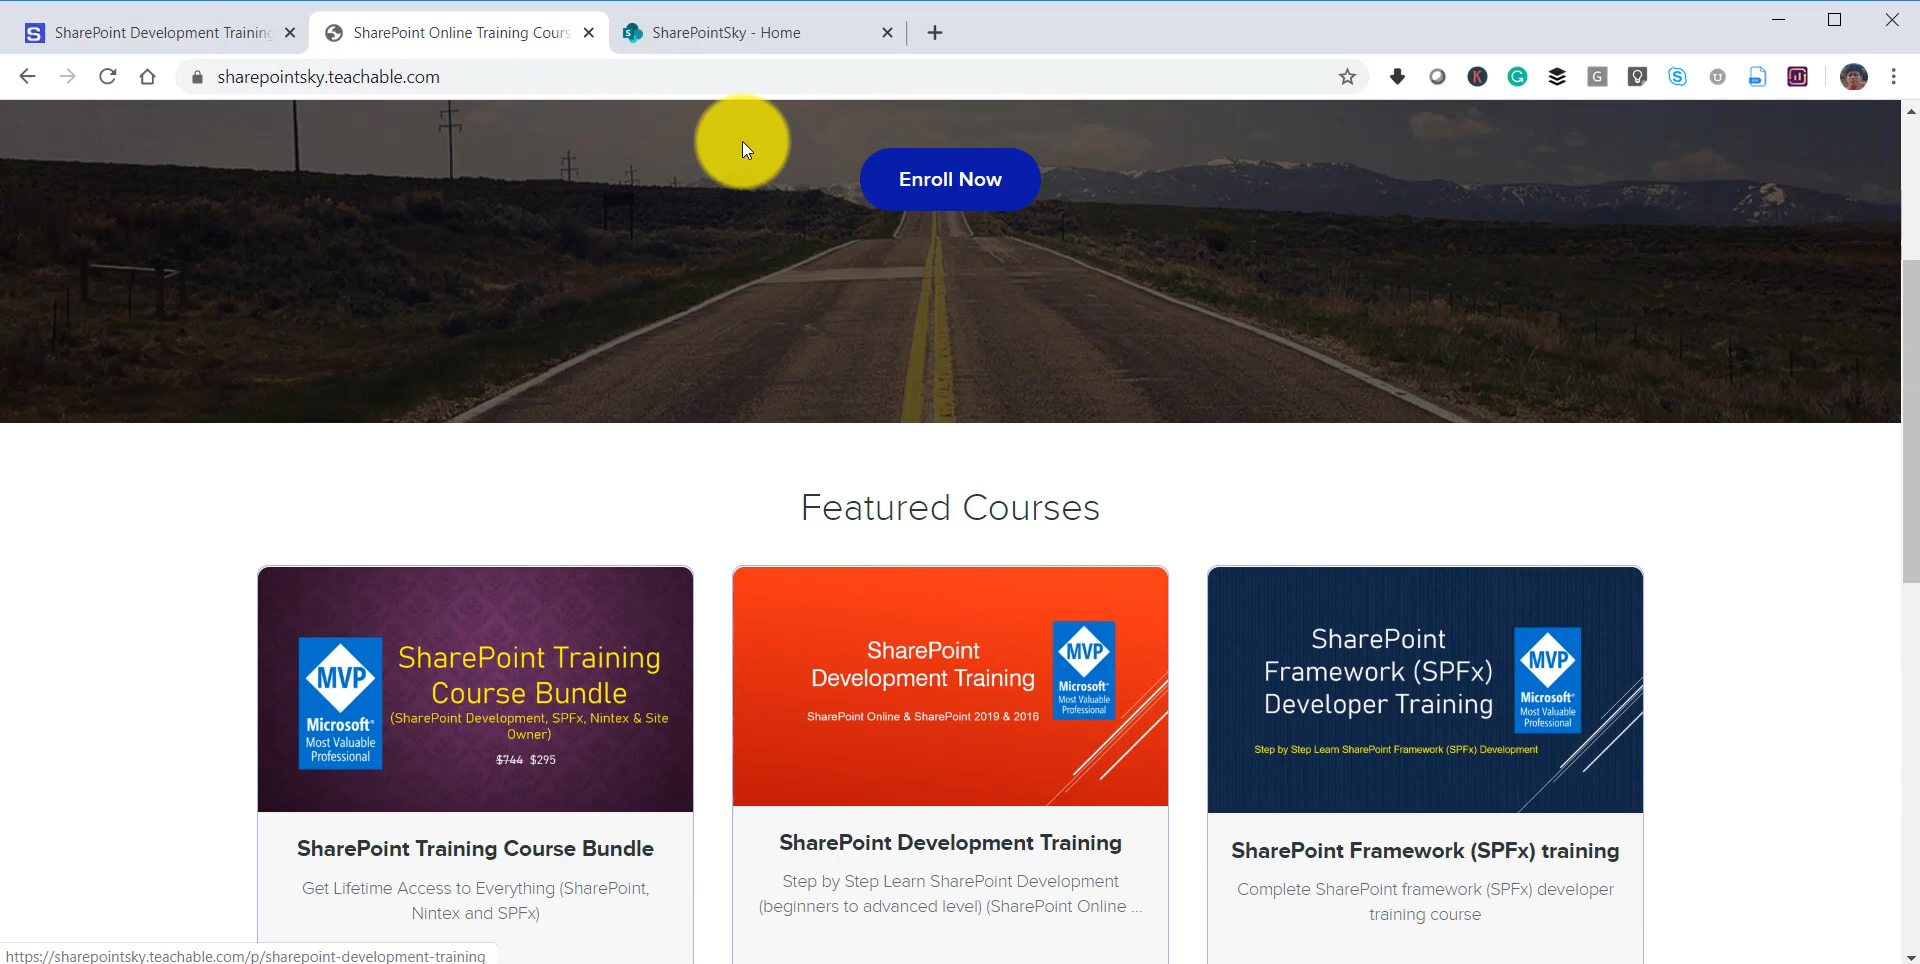 SharePoint Development Training
SharePoint Online Training Cours
SharePointSky - Home
sharepointsky.teachable.com
Enroll Now
Featured Courses
MVP
Microsoft®
Most Valuable
Professional
SharePoint Training
Course Bundle
(SharePoint Development, SPFx, Nintex & Site
Owner)
$744 $295
SharePoint
Development Training
SharePoint Online & SharePoint 2019 & 2016
MVP
Microsoft®
Most Valuable
Professional
SharePoint
Framework (SPFx)
Developer Training
Step by Step Learn SharePoint Framework (SPFx) Development
MVP
Microsoft®
Most Valuable
Professional
SharePoint Training Course Bundle
Get Lifetime Access to Everything (SharePoint,
Nintex and SPFx)
SharePoint Development Training
Step by Step Learn SharePoint Development
(beginners to advanced level) (SharePoint Online ...
SharePoint Framework (SPFx) training
Complete SharePoint framework (SPFx) developer
training course
https://sharepointsky.teachable.com/p/sharepoint-development-training